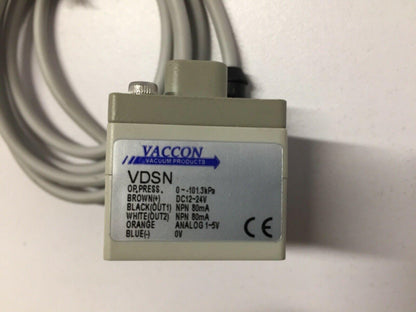 VACCON
VACUUM PRODUCTS
VDSN
OP.PRESS. 0~-101.3kPa
BROWN(+) DC12-24V
BLACK(OUT1) NPN 80mA
WHITE(OUT2) NPN 80mA
ORANGE ANALOG 1-5V
BLUE(-) 0V
CE